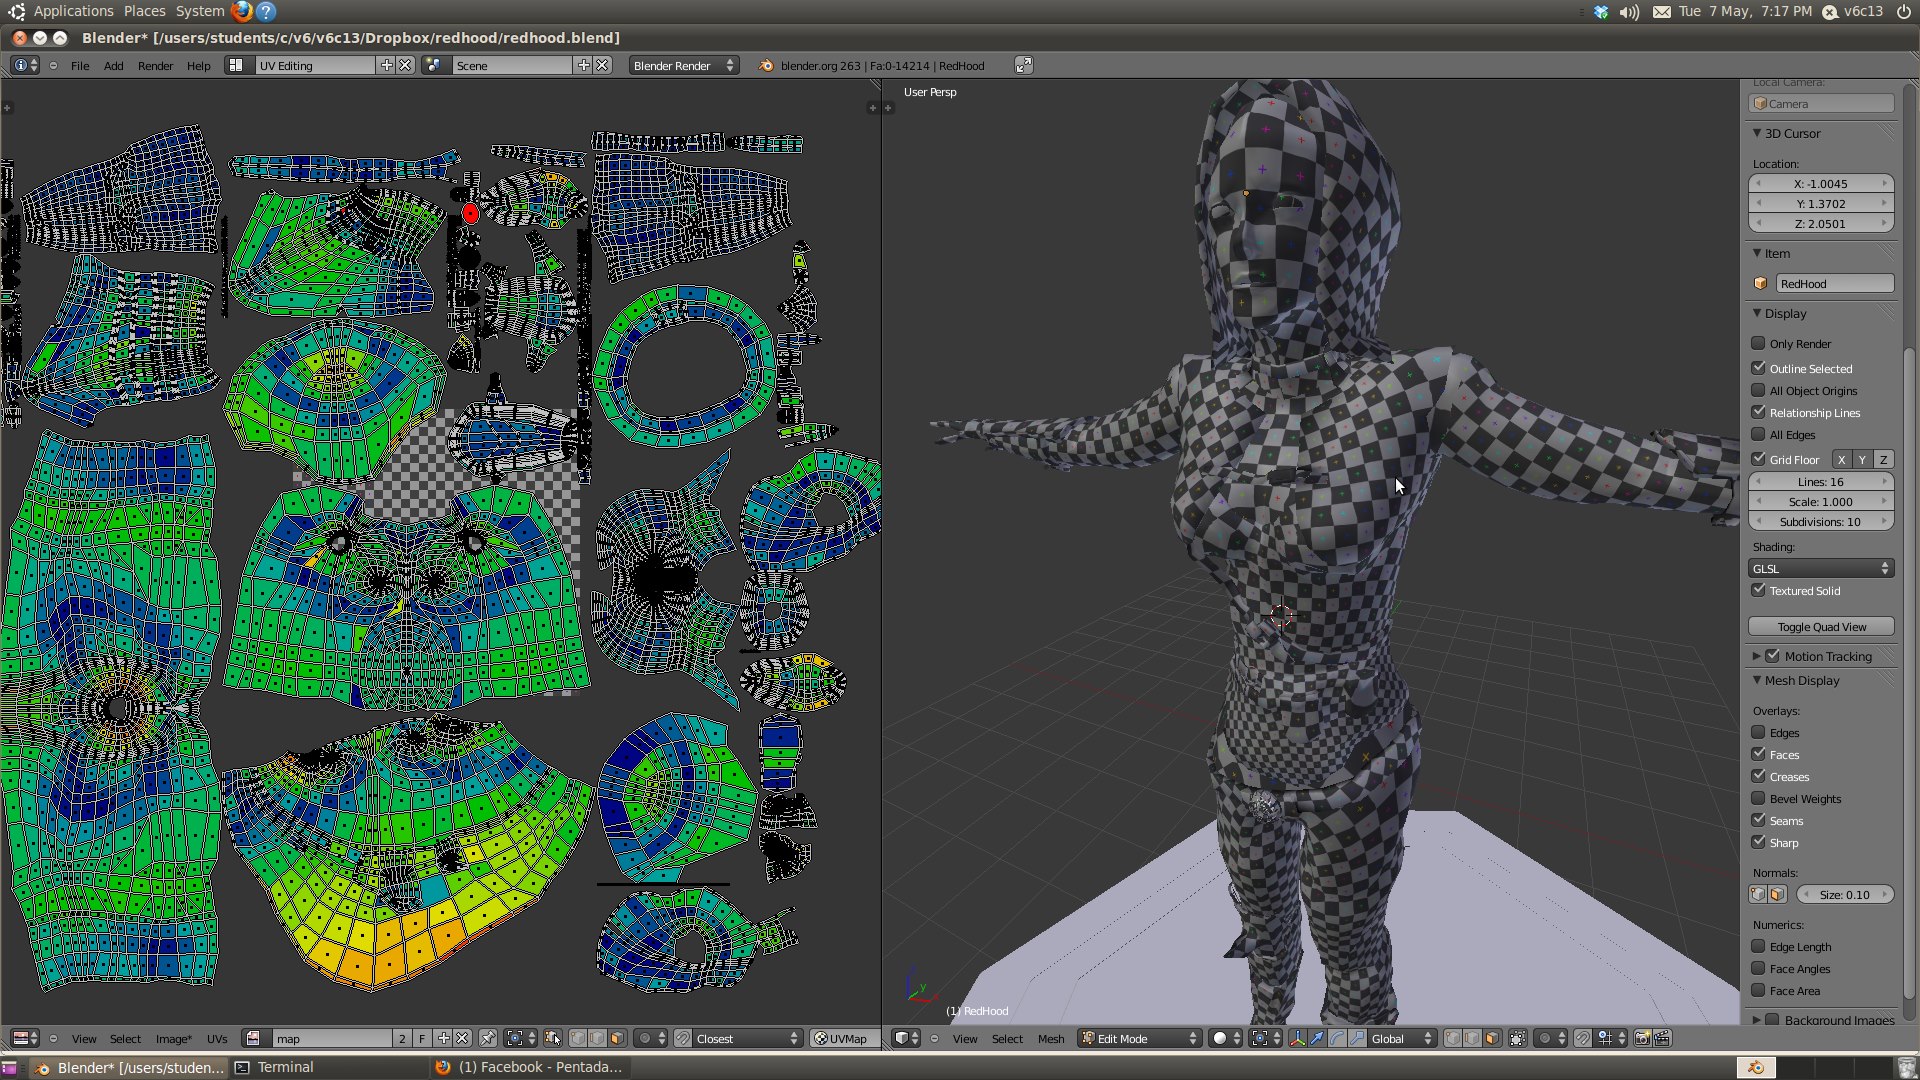 Applications Places System
Tue 7 May, 7:17 PM v6c13
Blender* [/users/students/c/v6/v6c13/Dropbox/redhood/redhood.blend]
File Add Render Help UV Editing Scene Blender Render blender.org 263 | Fa:0-14214 | RedHood
User Persp
Local Camera:
Camera
3D Cursor
Location:
X: -1.0045
Y: 1.3702
Z: 2.0501
Item
RedHood
Display
Only Render
Outline Selected
All Object Origins
Relationship Lines
All Edges
Grid Floor X Y Z
Lines: 16
Scale: 1.000
Subdivisions: 10
Shading:
GLSL
Textured Solid
Toggle Quad View
Motion Tracking
Mesh Display
Overlays:
Edges
Faces
Creases
Bevel Weights
Seams
Sharp
Normals:
Size: 0.10
Numerics:
Edge Length
Face Angles
Face Area
Background Images
y
(1) RedHood
View Select Image* UVs map 2 F Closest UVMap
View Select Mesh Edit Mode Global
Blender* [/users/studen... Terminal (1) Facebook - Pentada...